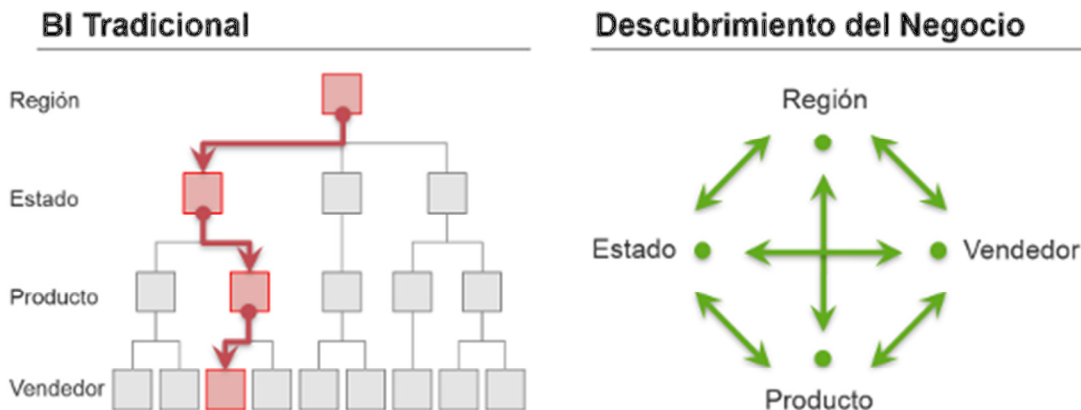 BI Tradicional
Región
Estado
Producto
Vendedor
Descubrimiento del Negocio
Región
Estado
Vendedor
Producto